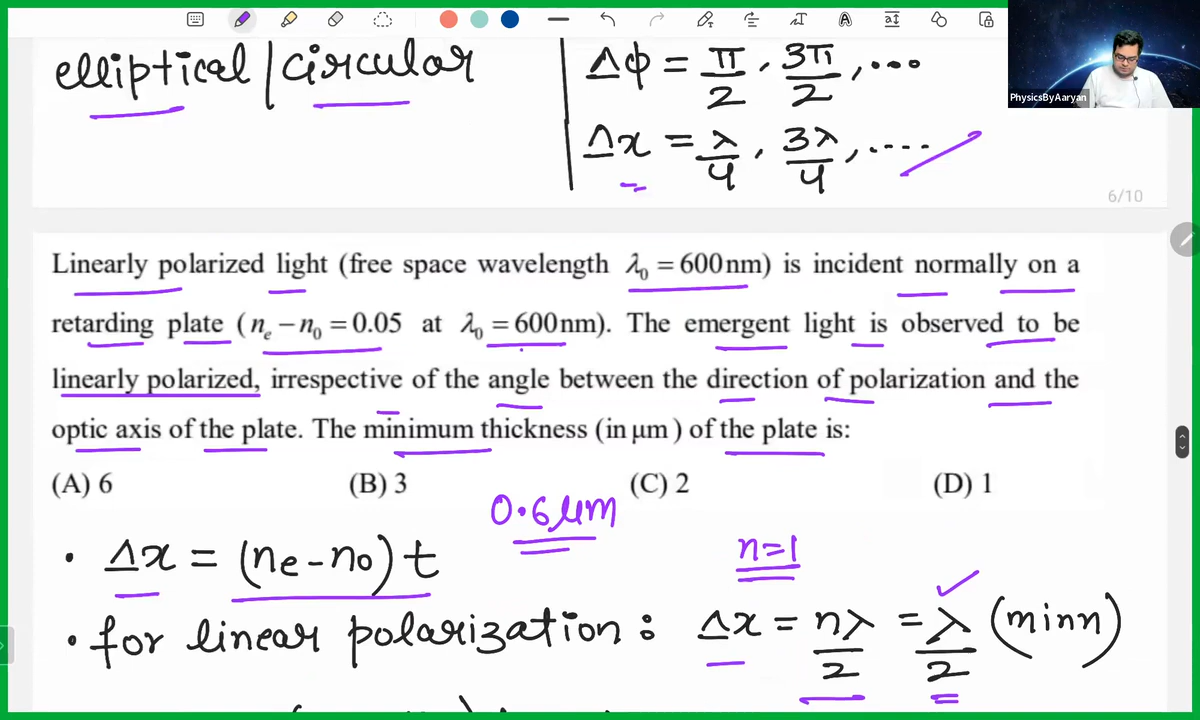 elliptical / circular
Δφ = π/2, 3π/2, ...
Δx = λ/4, 3λ/4, ....
PhysicsByAaryan
6/10
Linearly polarized light (free space wavelength λ₀ = 600nm) is incident normally on a
retarding plate (nₑ − n₀ = 0.05 at λ₀ = 600nm). The emergent light is observed to be
linearly polarized, irrespective of the angle between the direction of polarization and the
optic axis of the plate. The minimum thickness (in μm) of the plate is:
(A) 6 (B) 3 (C) 2 (D) 1
0.6 μm
n=1
• Δx = (ne - no) t
• for linear polarization : Δx = nλ/2 = λ/2 (minn)